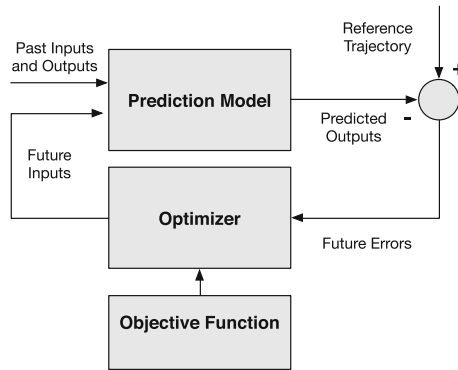 Past Inputs
and Outputs
Reference
Trajectory
+
Prediction Model
-
Predicted
Outputs
Future
Inputs
Optimizer
Future Errors
Objective Function